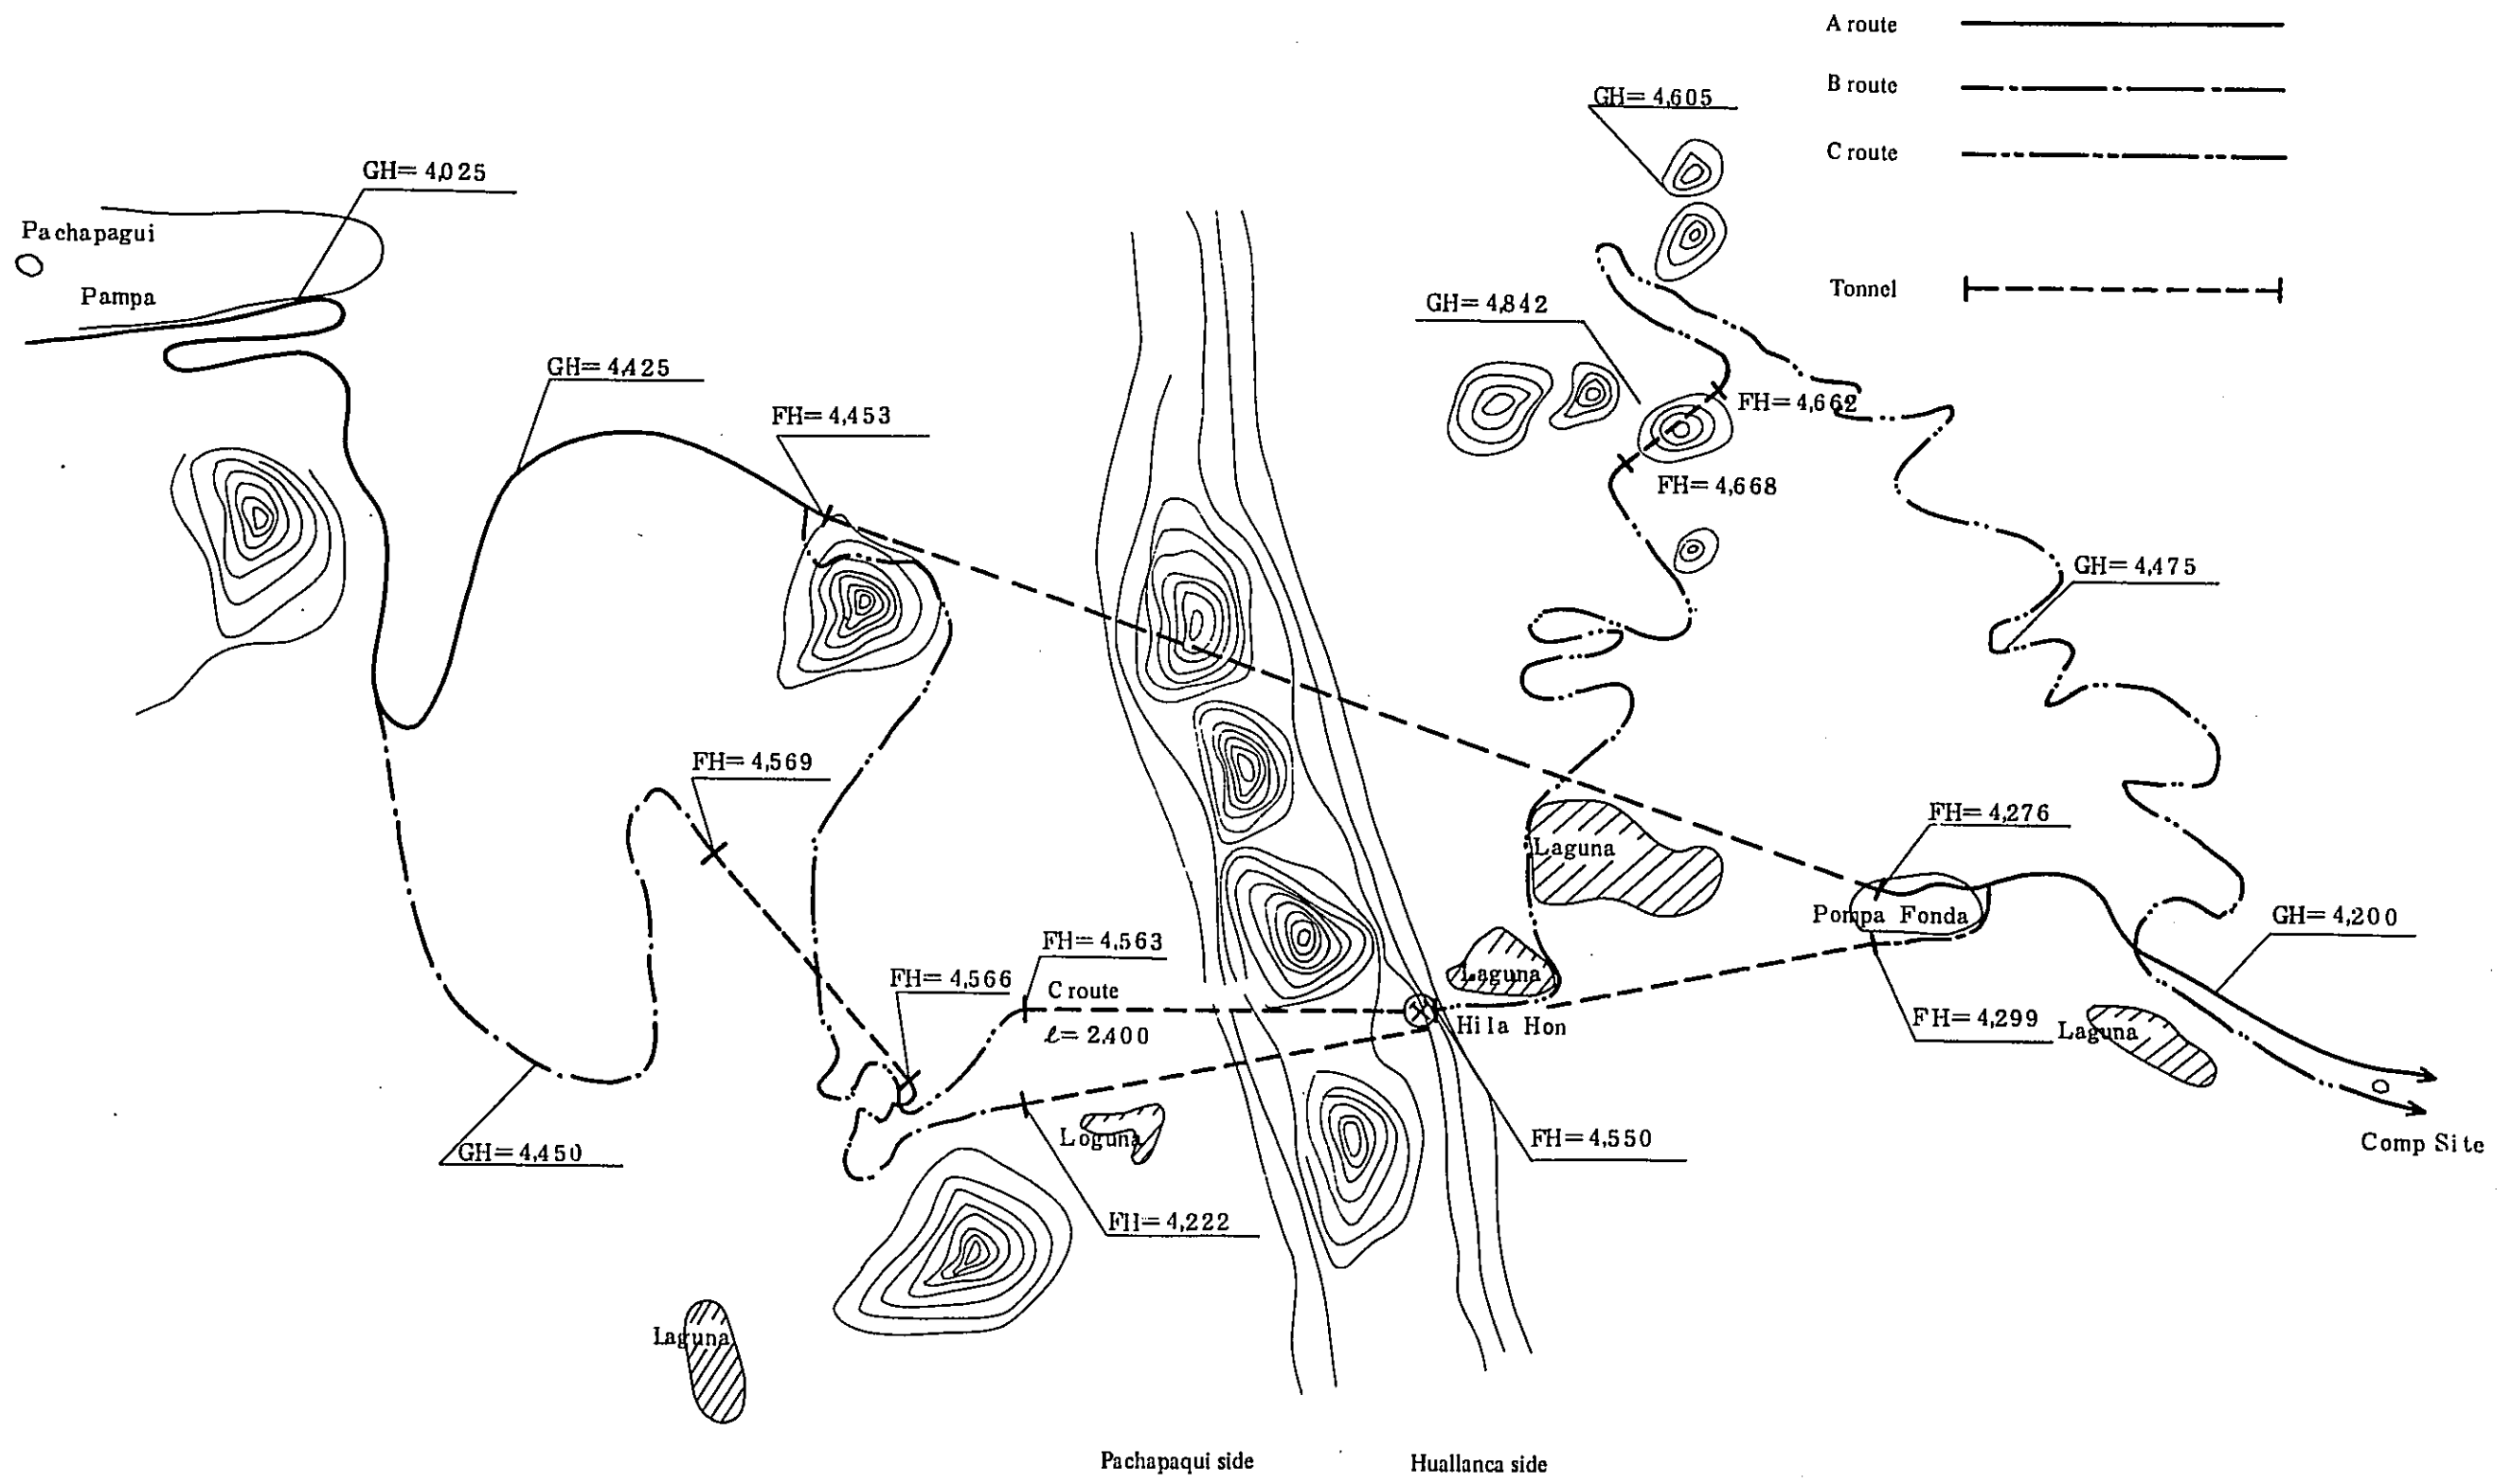 A route
B route
GH=4,605
C route
GH=4,025
Pachapagui
Tonnel
Pampa
GH=4,842
GH=4,425
FH=4,662
FH=4,453
FH=4,668
GH=4,475
FH=4,569
FH=4,276
Laguna
Pompa Fonda
GH=4,200
FH=4,563
FH=4,566
Laguna
C route
FH=4,299
Hila Hon
Laguna
ℓ=2,400
Loguna
FH=4,550
Comp Site
GH=4,450
FH=4,222
Laguna
Pachapaqui side
Huallanca side